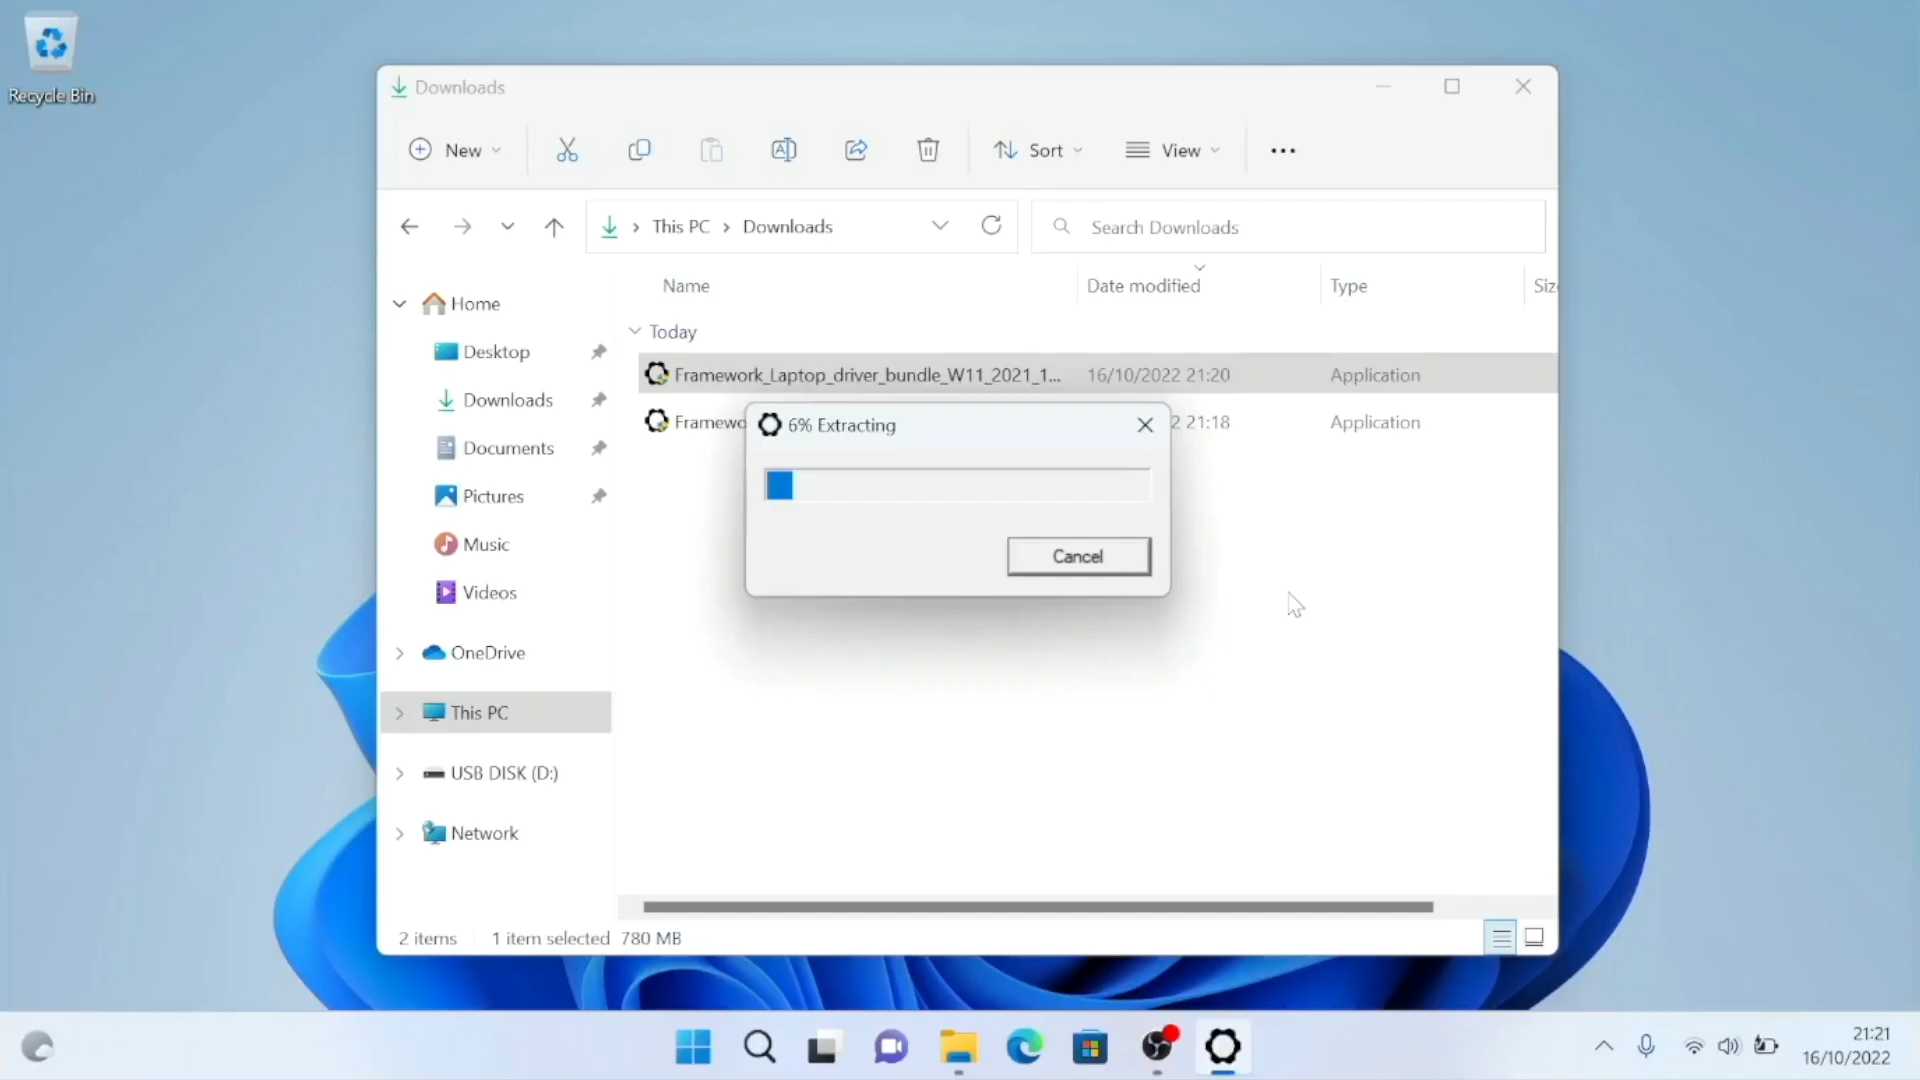 Recycle Bin
Downloads
New
Sort
View
This PC
Downloads
Search Downloads
Name
Date modified
Type
Siz
Home
Desktop
Downloads
Documents
Pictures
Music
Videos
OneDrive
This PC
USB DISK (D:)
Network
Today
Framework_Laptop_driver_bundle_W11_2021_1... 16/10/2022 21:20 Application
Framewo 2 21:18 Application
6% Extracting
Cancel
2 items 1 item selected 780 MB
21:21
16/10/2022